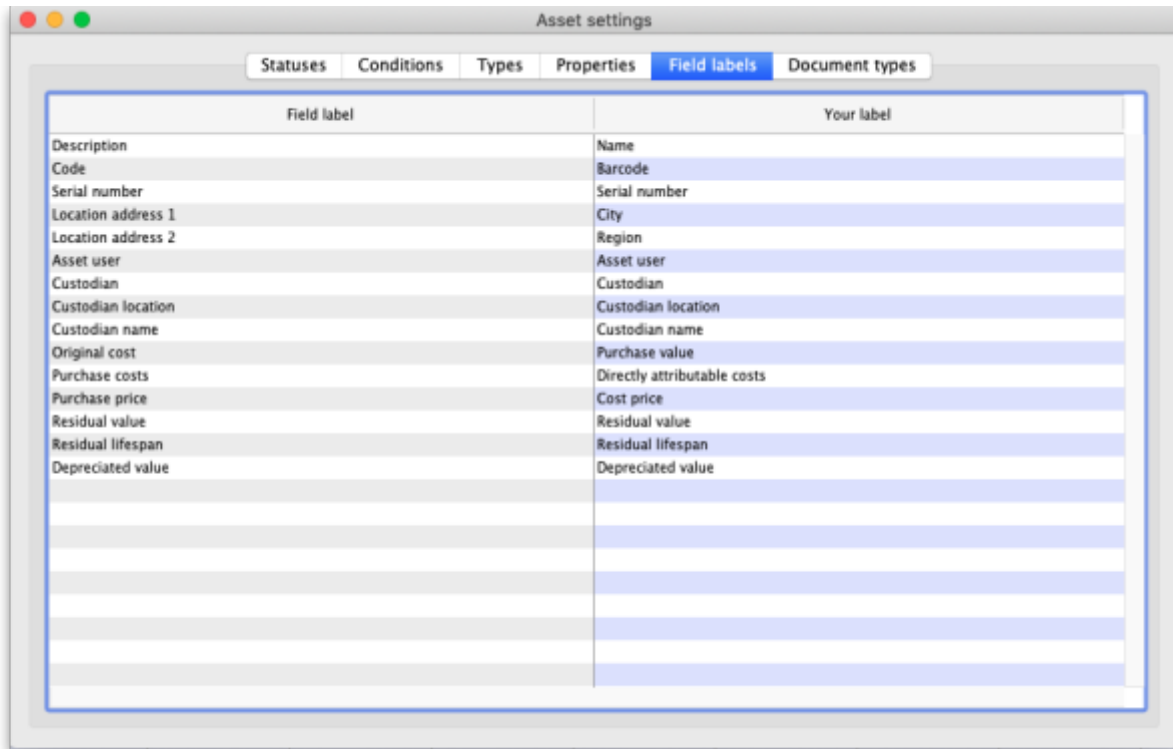 Asset settings
Statuses Conditions Types Properties Field labels Document types
Field label Your label
Description Name
Code Barcode
Serial number Serial number
Location address 1 City
Location address 2 Region
Asset user Asset user
Custodian Custodian
Custodian location Custodian location
Custodian name Custodian name
Original cost Purchase value
Purchase costs Directly attributable costs
Purchase price Cost price
Residual value Residual value
Residual lifespan Residual lifespan
Depreciated value Depreciated value